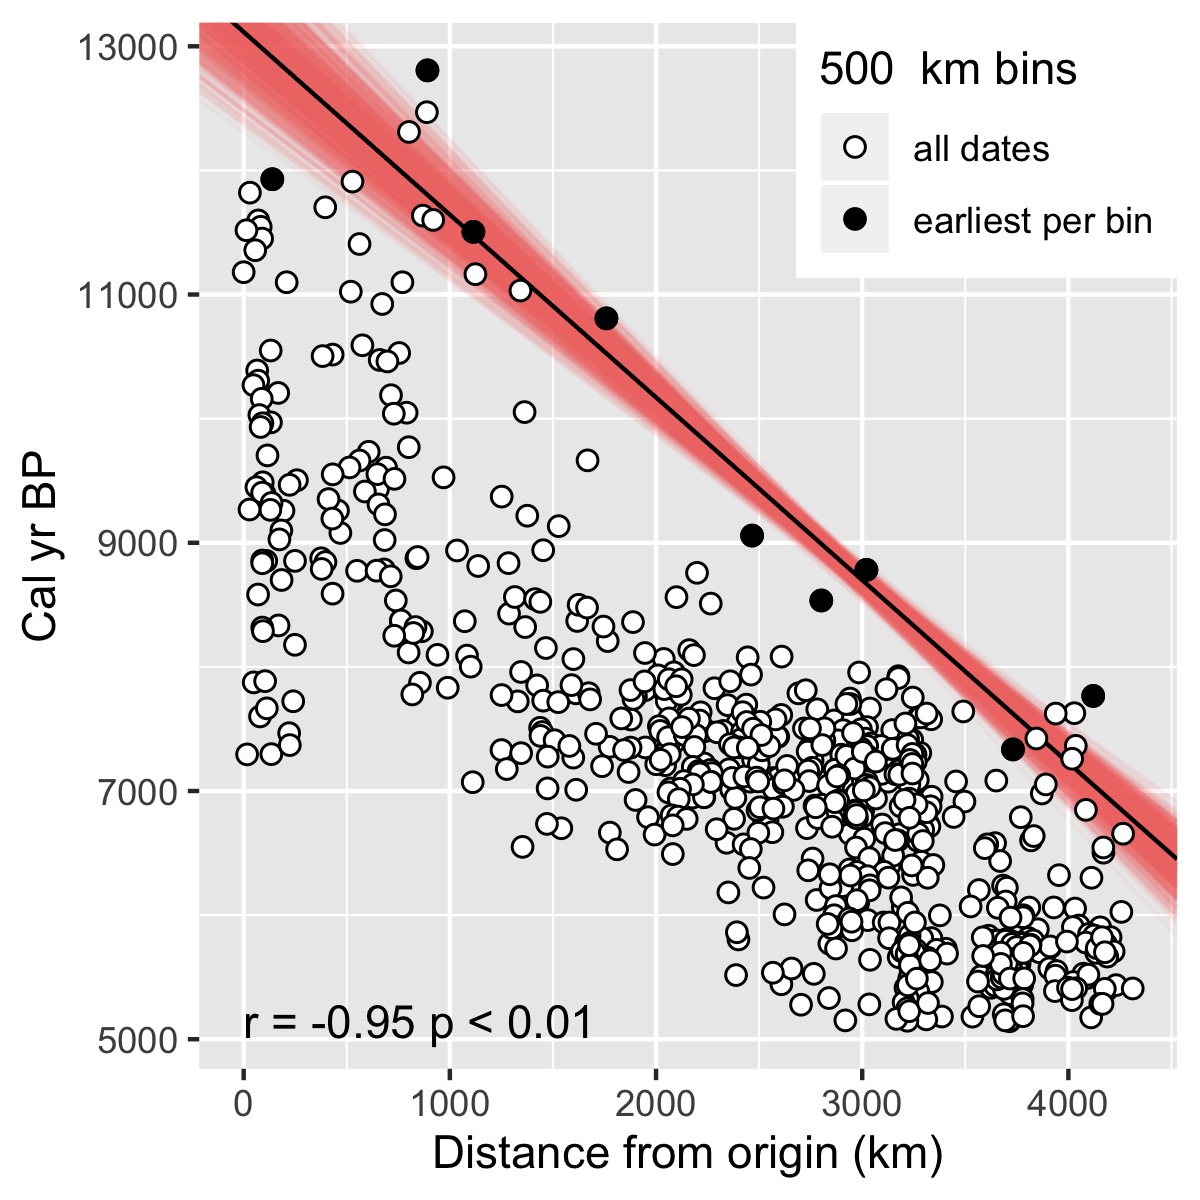 13000
11000
9000
7000
5000
Cal yr BP
500 km bins
all dates
earliest per bin
r = -0.95 p < 0.01
0 1000 2000 3000 4000
Distance from origin (km)